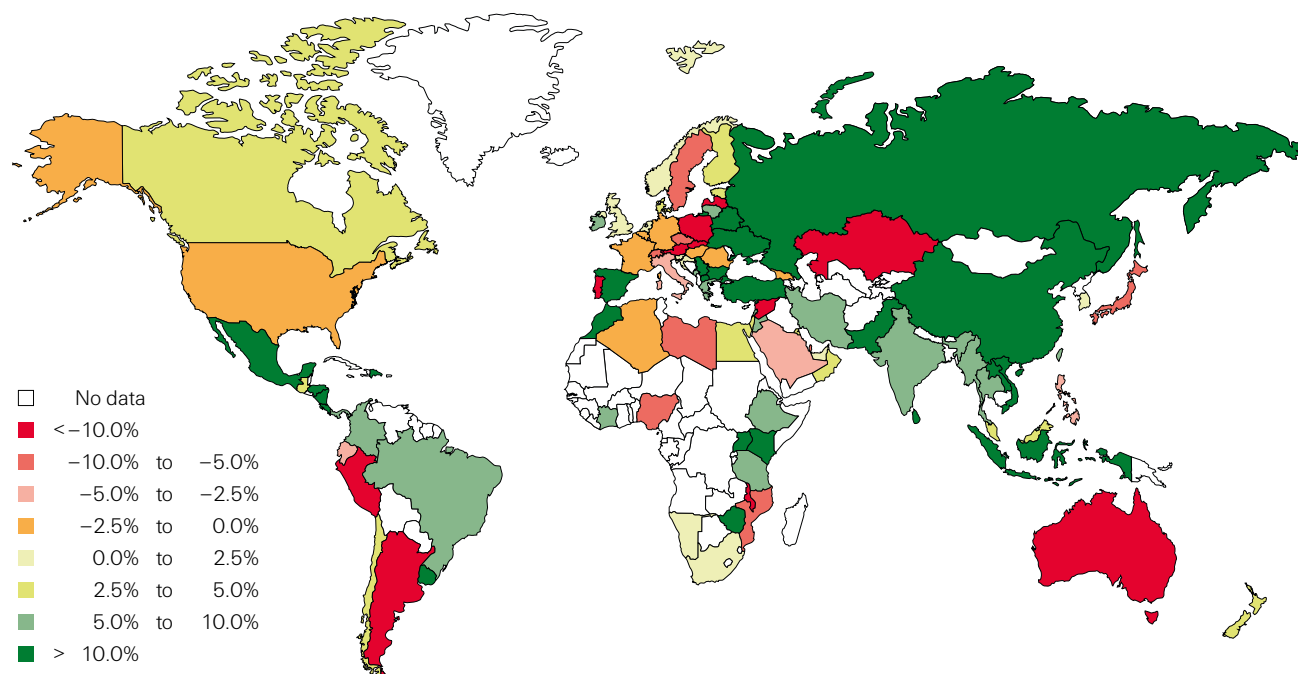 No data
<−10.0%
−10.0% to −5.0%
−5.0% to −2.5%
−2.5% to 0.0%
0.0% to 2.5%
2.5% to 5.0%
5.0% to 10.0%
> 10.0%